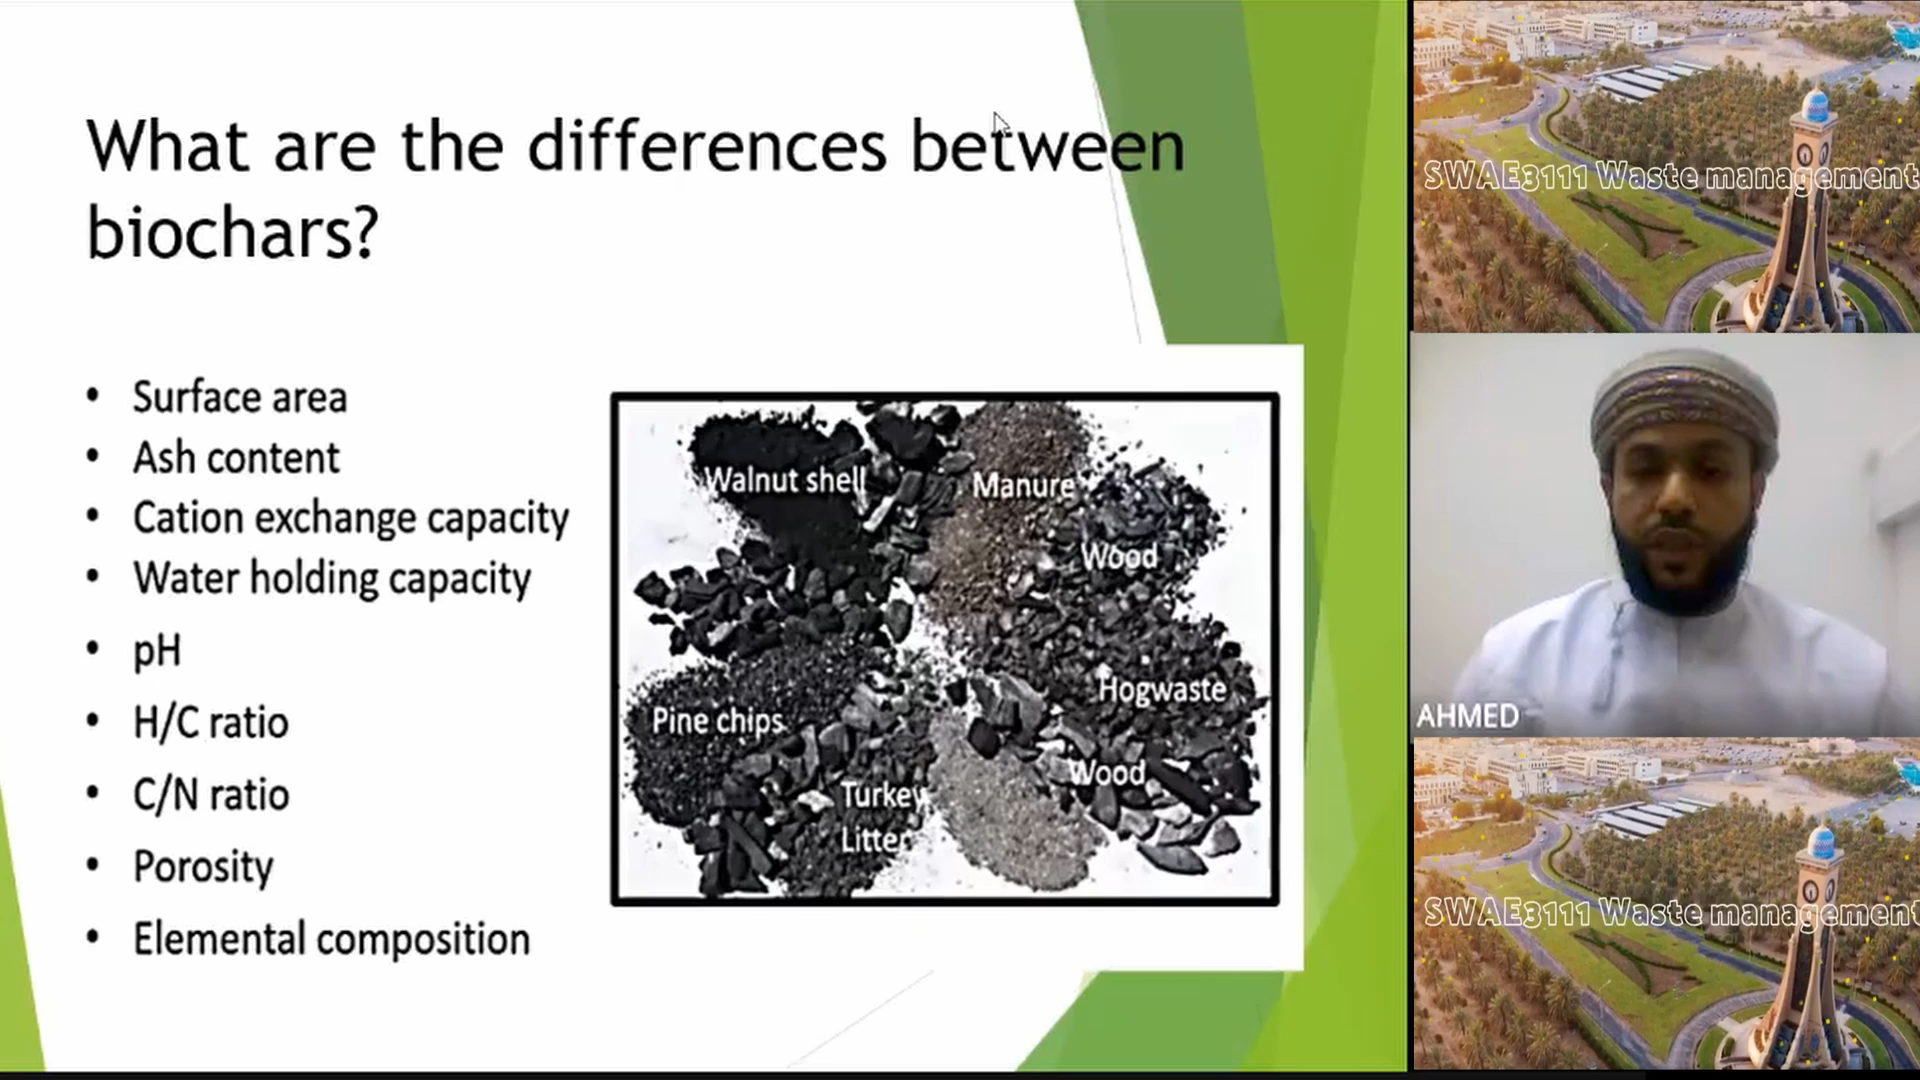 What are the differences between
biochars?
• Surface area
• Ash content
• Cation exchange capacity
• Water holding capacity
• pH
• H/C ratio
• C/N ratio
• Porosity
• Elemental composition
Walnut shell
Manure
Wood
Hogwaste
Pine chips
Wood
Turkey
Litter
SWAE3111 Waste management
AHMED
SWAE3111 Waste management